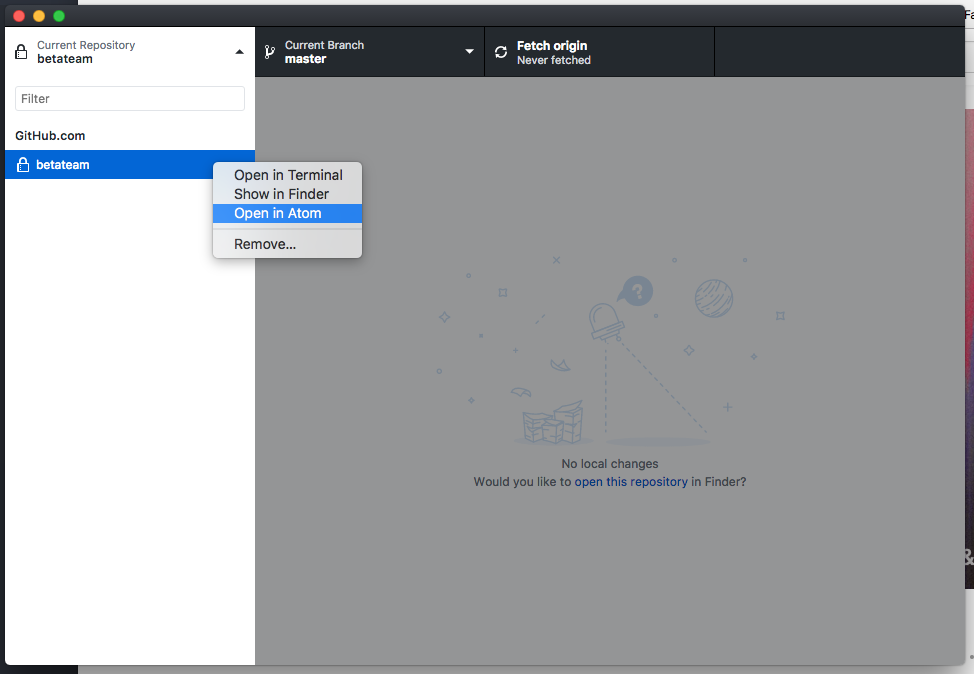 Current Repository
betateam
Current Branch
master
Fetch origin
Never fetched
Filter
GitHub.com
betateam
Open in Terminal
Show in Finder
Open in Atom
Remove...
?
No local changes
Would you like to open this repository in Finder?
Fa
&